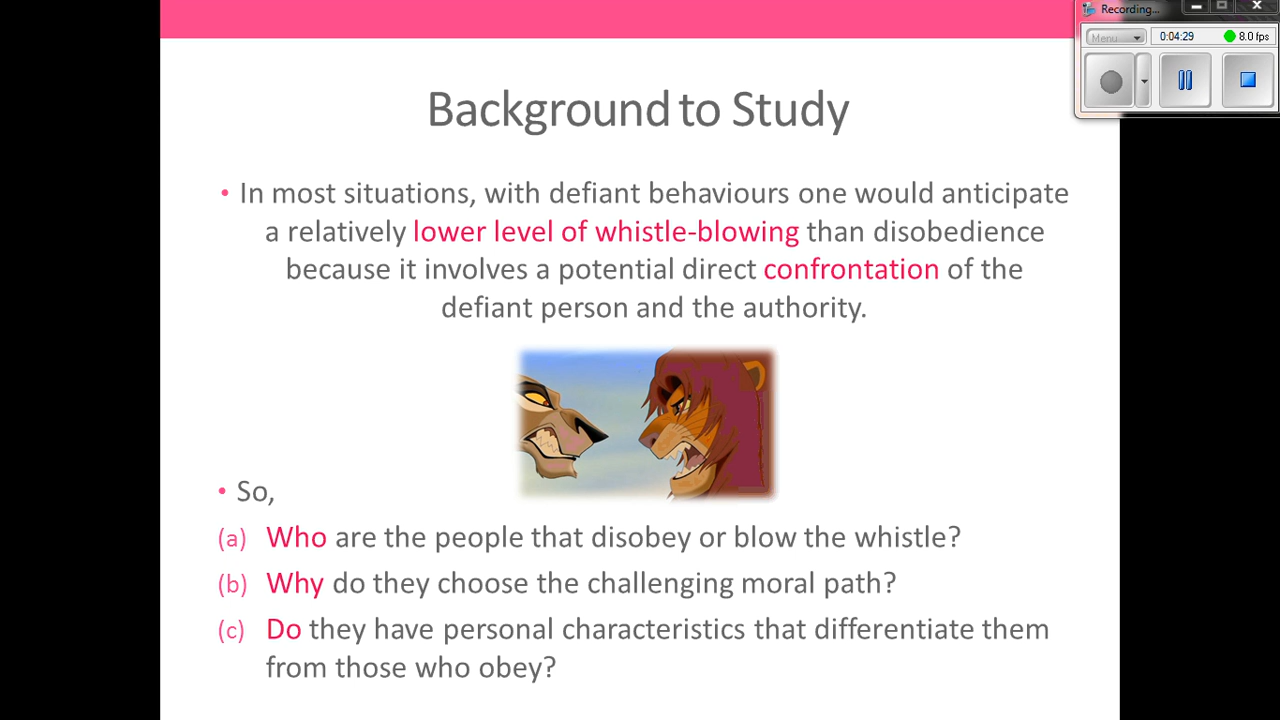 Recording...
Menu
0:04:29
8.0 fps
Background to Study
• In most situations, with defiant behaviours one would anticipate
a relatively lower level of whistle-blowing than disobedience
because it involves a potential direct confrontation of the
defiant person and the authority.
• So,
(a) Who are the people that disobey or blow the whistle?
(b) Why do they choose the challenging moral path?
(c) Do they have personal characteristics that differentiate them
from those who obey?